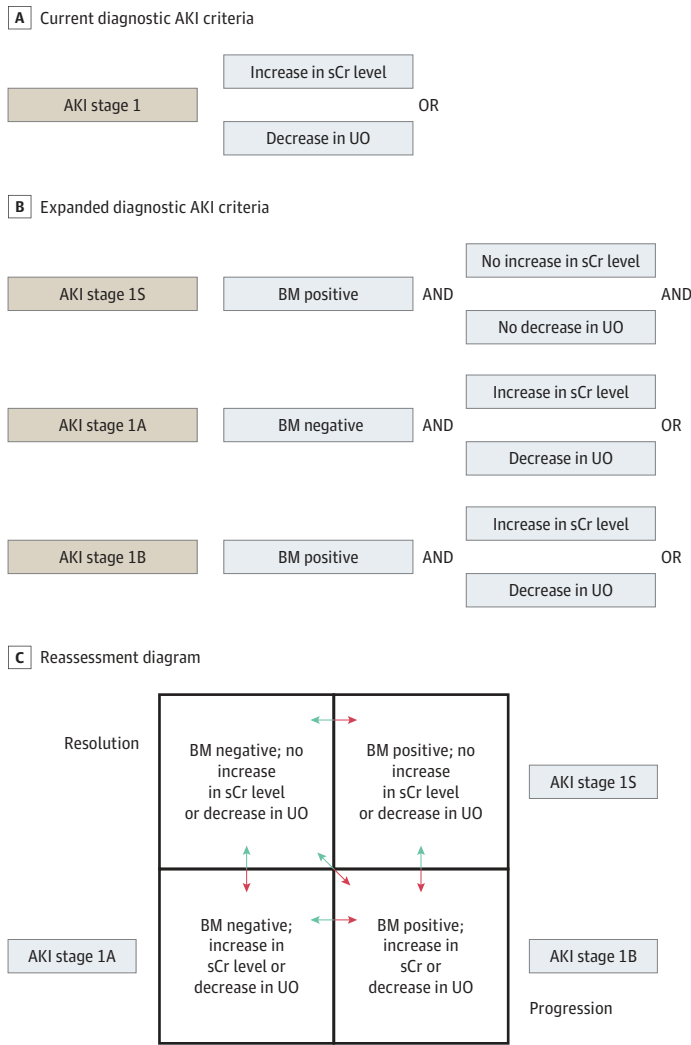 A Current diagnostic AKI criteria
Increase in sCr level
AKI stage 1
OR
Decrease in UO
B Expanded diagnostic AKI criteria
No increase in sCr level
AKI stage 1S
BM positive
AND
AND
No decrease in UO
Increase in sCr level
AKI stage 1A
BM negative
AND
OR
Decrease in UO
Increase in sCr level
AKI stage 1B
BM positive
AND
OR
Decrease in UO
C Reassessment diagram
Resolution
BM negative; no
increase
in sCr level
or decrease in UO
BM positive; no
increase
in sCr level
or decrease in UO
AKI stage 1S
AKI stage 1A
BM negative;
increase in
sCr level or
decrease in UO
BM positive;
increase in
sCr or
decrease in UO
AKI stage 1B
Progression